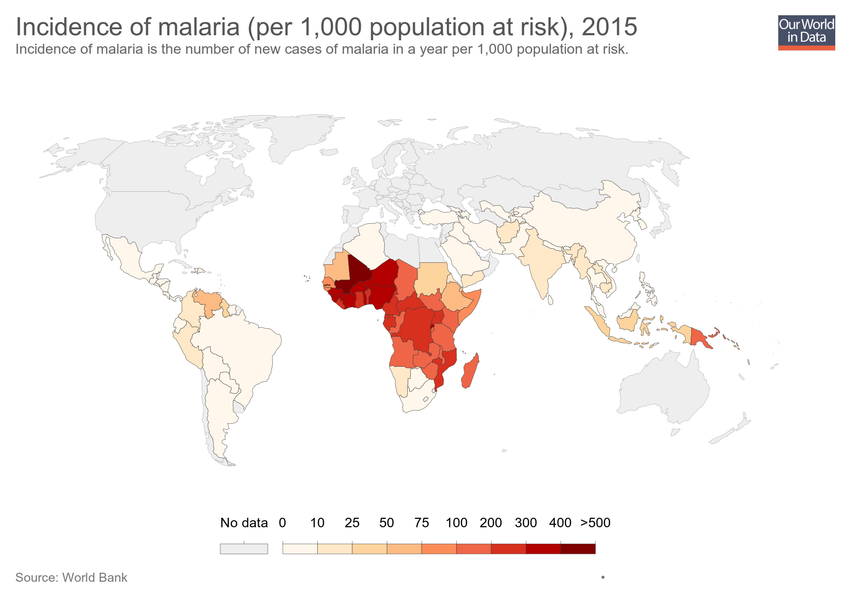 Incidence of malaria (per 1,000 population at risk), 2015
Incidence of malaria is the number of new cases of malaria in a year per 1,000 population at risk.
Our World
in Data
No data 0 10 25 50 75 100 200 300 400 >500
Source: World Bank